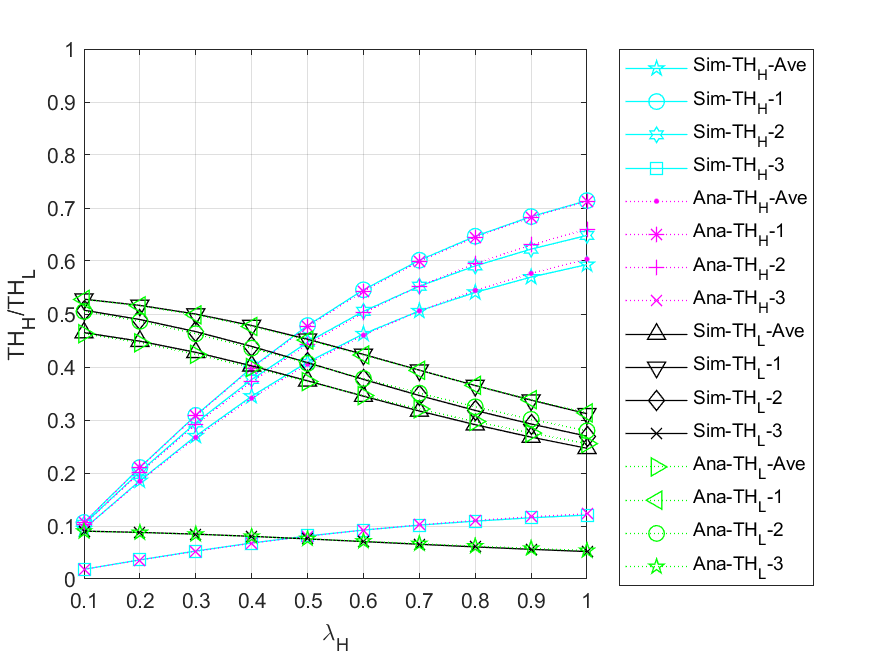 1
0.9
0.8
0.7
0.6
0.5
0.4
0.3
0.2
0.1
0
TH_H/TH_L
0.1 0.2 0.3 0.4 0.5 0.6 0.7 0.8 0.9 1
λ_H
Sim-TH_H-Ave
Sim-TH_H-1
Sim-TH_H-2
Sim-TH_H-3
Ana-TH_H-Ave
Ana-TH_H-1
Ana-TH_H-2
Ana-TH_H-3
Sim-TH_L-Ave
Sim-TH_L-1
Sim-TH_L-2
Sim-TH_L-3
Ana-TH_L-Ave
Ana-TH_L-1
Ana-TH_L-2
Ana-TH_L-3